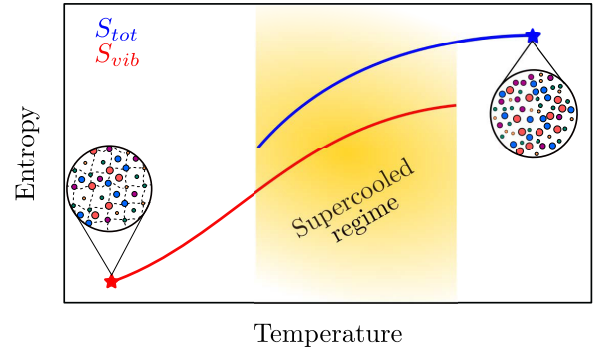 S_tot
S_vib
Entropy
Supercooled
regime
Temperature